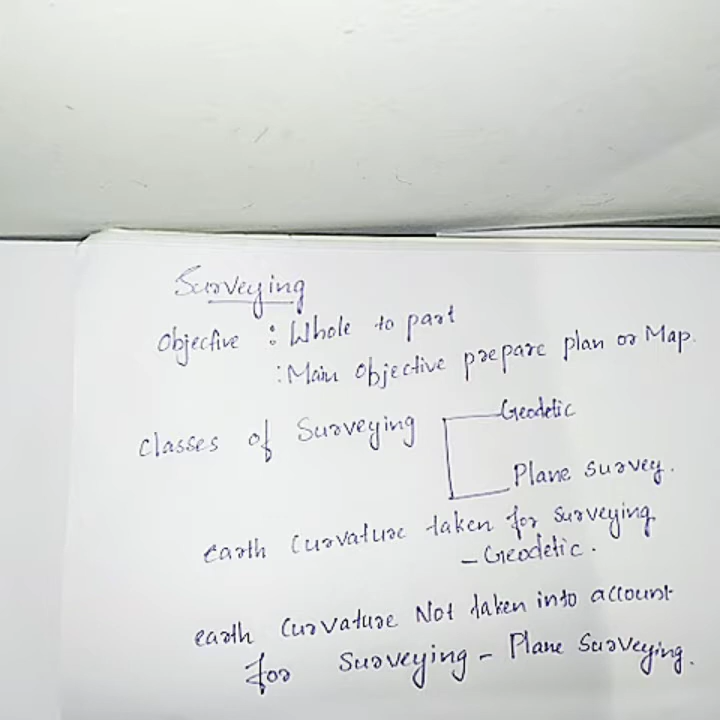 Surveying
Objective : Whole to part
: Main Objective prepare plan or Map.
Classes of Surveying
Geodetic
Plane Survey.
earth Curvature taken for surveying
- Geodetic.
earth Curvature Not taken into account
for Surveying - Plane Surveying.